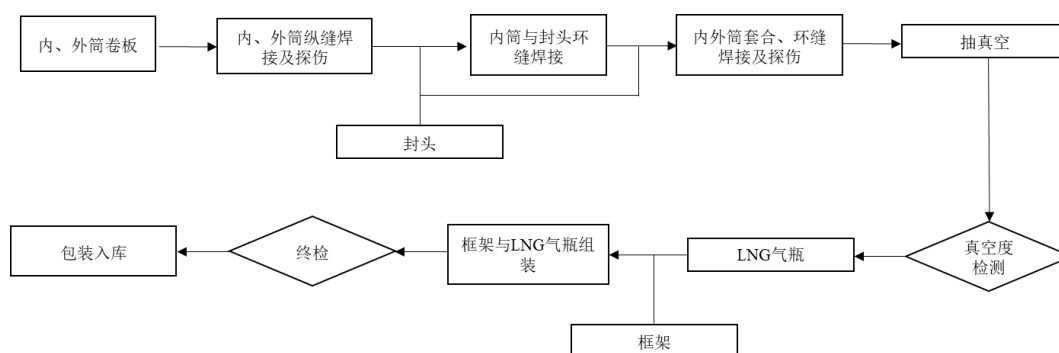 内、外筒卷板
内、外筒纵缝焊
接及探伤
内筒与封头环
缝焊接
内外筒套合、环缝
焊接及探伤
抽真空
封头
包装入库
终检
框架与LNG气瓶组
装
LNG气瓶
真空度
检测
框架